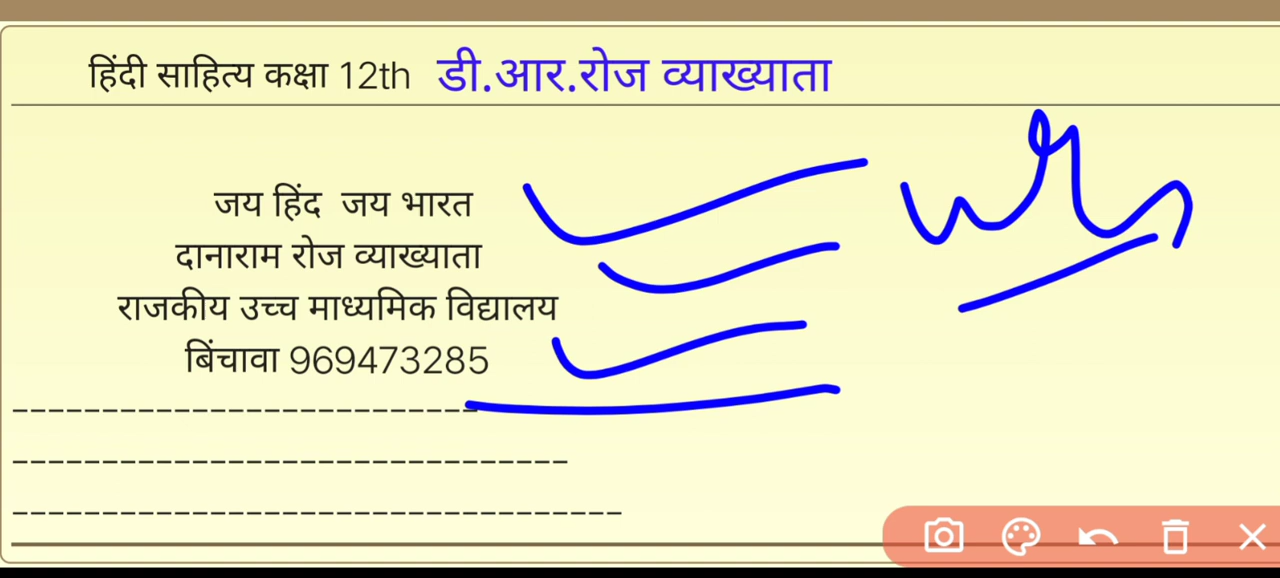 हिंदी साहित्य कक्षा 12th डी.आर.रोज व्याख्याता
जय हिंद जय भारत
दानाराम रोज व्याख्याता
राजकीय उच्च माध्यमिक विद्यालय
बिंचावा 969473285